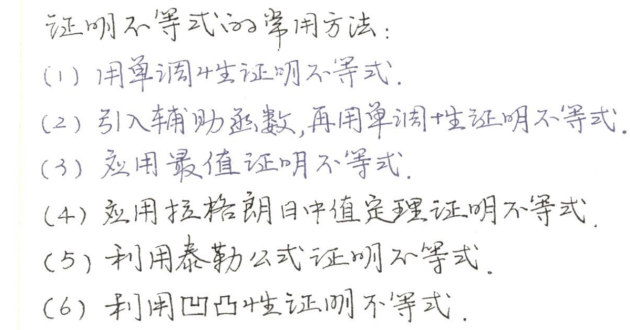 证明不等式的常用方法:
(1) 用单调性证明不等式.
(2) 引入辅助函数,再用单调性证明不等式.
(3) 应用最值证明不等式.
(4) 应用拉格朗日中值定理证明不等式.
(5) 利用泰勒公式证明不等式.
(6) 利用凹凸性证明不等式.